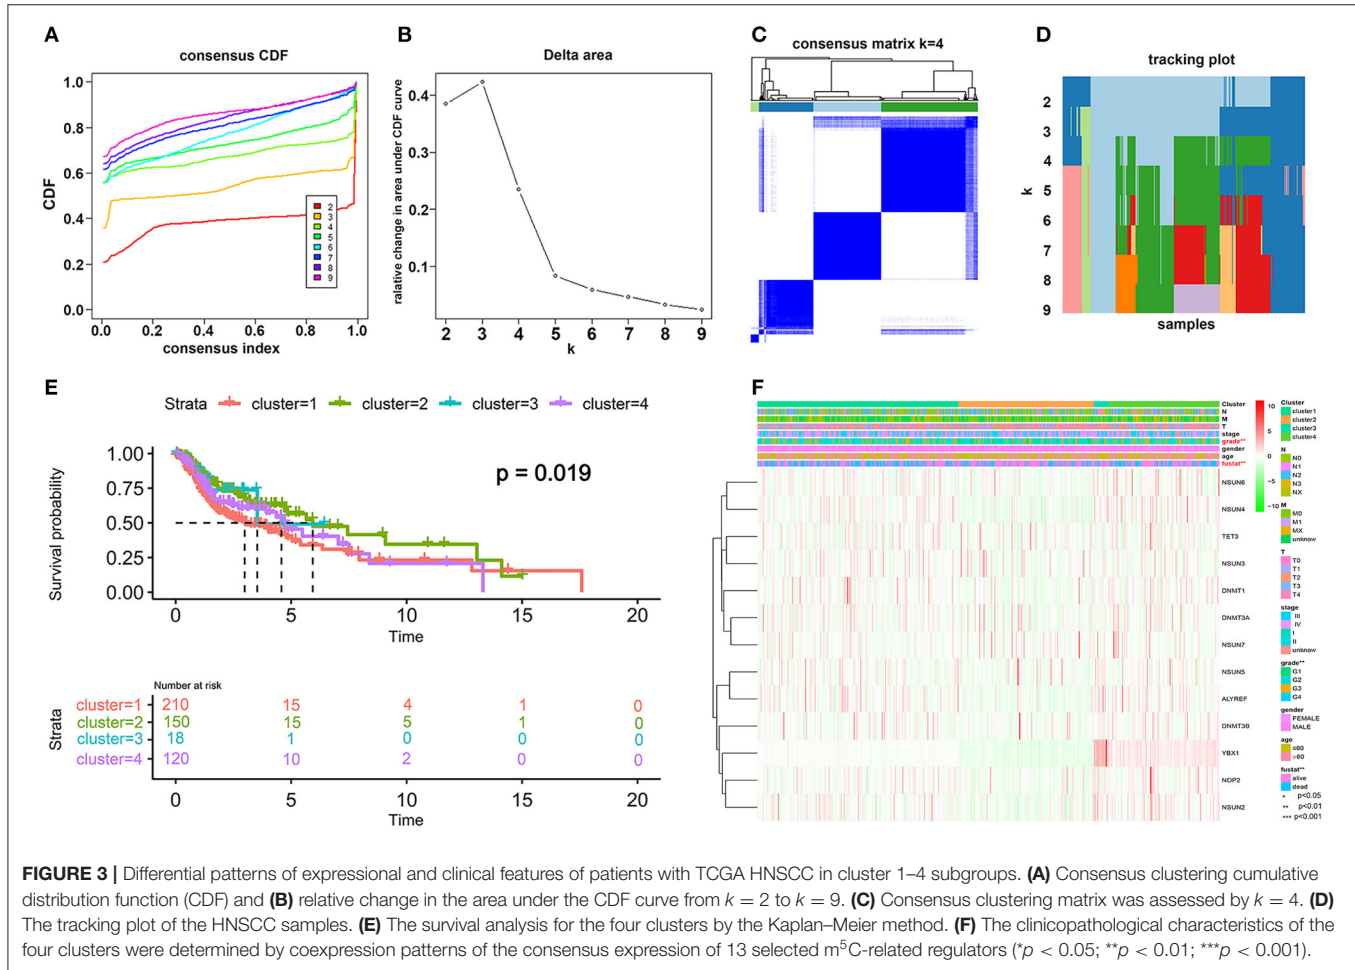 A
consensus CDF
CDF
1.0
0.8
0.6
0.4
0.2
0.0
2
3
4
5
6
7
8
9
0.0 0.2 0.4 0.6 0.8 1.0
consensus index
B
Delta area
relative change in area under CDF curve
0.4
0.3
0.2
0.1
2 3 4 5 6 7 8 9
k
C
consensus matrix k=4
D
tracking plot
k
2
3
4
5
6
7
8
9
samples
E
Strata cluster=1 cluster=2 cluster=3 cluster=4
Survival probability
1.00
0.75
0.50
0.25
0.00
p = 0.019
0 5 10 15 20
Time
Number at risk
Strata
cluster=1 210 15 4 1 0
cluster=2 150 15 5 1 0
cluster=3 18 1 0 0 0
cluster=4 120 10 2 0 0
0 5 10 15 20
Time
F
Cluster
N
M
T
stage
grade**
gender
age
fustat**
NSUN6
NSUN4
TET3
NSUN3
DNMT1
DNMT3A
NSUN7
NSUN5
ALYREF
DNMT3B
YBX1
NOP2
NSUN2
10
5
0
−5
−10
Cluster
cluster1
cluster2
cluster3
cluster4
N
N0
N1
N2
N3
NX
M
M0
M1
MX
unknow
T
T0
T1
T2
T3
T4
stage
III
IV
I
II
unknow
grade**
G1
G2
G3
G4
gender
FEMALE
MALE
age
≤60
>60
fustat**
alive
dead
* p<0.05
** p<0.01
*** p<0.001
FIGURE 3 | Differential patterns of expressional and clinical features of patients with TCGA HNSCC in cluster 1–4 subgroups. (A) Consensus clustering cumulative
distribution function (CDF) and (B) relative change in the area under the CDF curve from k = 2 to k = 9. (C) Consensus clustering matrix was assessed by k = 4. (D)
The tracking plot of the HNSCC samples. (E) The survival analysis for the four clusters by the Kaplan–Meier method. (F) The clinicopathological characteristics of the
four clusters were determined by coexpression patterns of the consensus expression of 13 selected m⁵C-related regulators (*p < 0.05; **p < 0.01; ***p < 0.001).